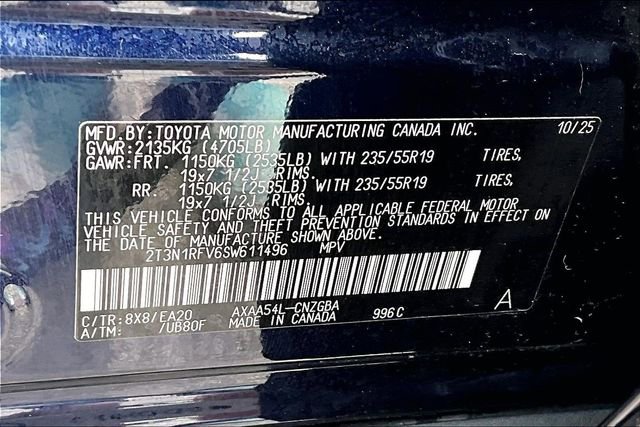 MFD.BY:TOYOTA MOTOR MANUFACTURING CANADA INC. 10/25
GVWR:2135KG (4705LB)
GAWR:FRT. 1150KG (2535LB) WITH 235/55R19 TIRES,
19x7 1/2J RIMS.
RR. 1150KG (2535LB) WITH 235/55R19 TIRES,
19x7 1/2J RIMS.
THIS VEHICLE CONFORMS TO ALL APPLICABLE FEDERAL MOTOR
VEHICLE SAFETY AND THEFT PREVENTION STANDARDS IN EFFECT ON
THE DATE OF MANUFACTURE SHOWN ABOVE.
2T3N1RFV6SW611496 MPV
C/TR:8X8/EA20 AXAA54L-CNZGBA 996C A
A/TM: /UB80F MADE IN CANADA